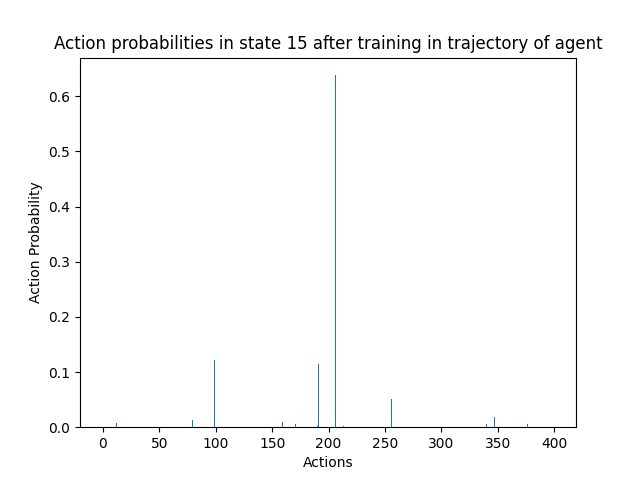 Action probabilities in state 15 after training in trajectory of agent
0.6
0.5
0.4
0.3
0.2
0.1
0.0
Action Probability
0 50 100 150 200 250 300 350 400
Actions